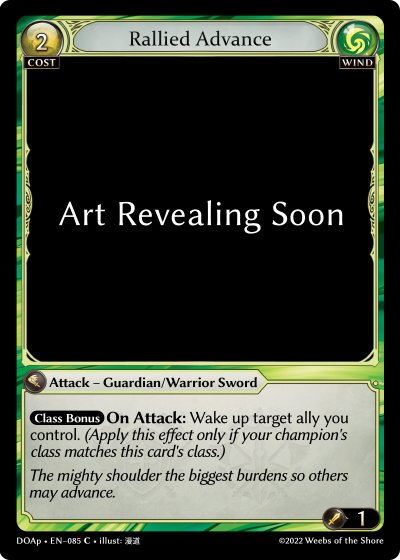 2
Rallied Advance
COST
WIND
Art Revealing Soon
Attack – Guardian/Warrior Sword
Class Bonus On Attack: Wake up target ally you
control. (Apply this effect only if your champion's
class matches this card's class.)
The mighty shoulder the biggest burdens so others
may advance.
1
DOAp • EN–085 C • illust: 漫道
©2022 Weebs of the Shore